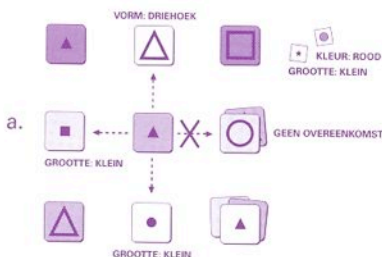 VORM: DRIEHOEK
KLEUR: ROOD
GROOTTE: KLEIN
a.
GEEN OVEREENKOMST
GROOTTE: KLEIN
GROOTTE: KLEIN